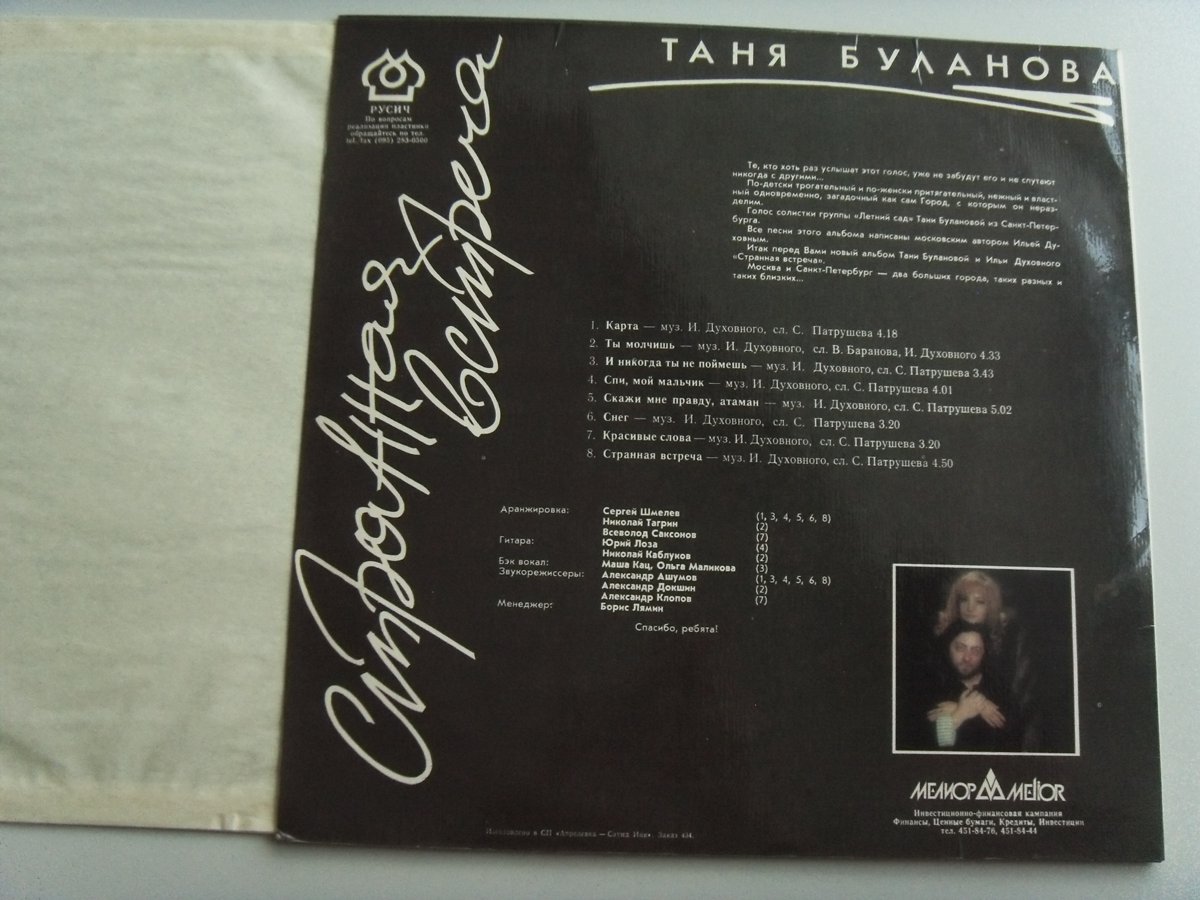 ТАНЯ БУЛАНОВА
РУСИЧ
По вопросам
реализации пластинки
обращайтесь по тел.
tel./fax (095) 283-0500
Странная
встреча
Те, кто хоть раз услышат этот голос, уже не забудут его и не спутают
никогда с другими...
По-детски трогательный и по-женски притягательный, нежный и власт-
ный одновременно, загадочный как сам Город, с которым он нераз-
делим.
Голос солистки группы «Летний сад» Тани Булановой из Санкт-Петер-
бурга.
Все песни этого альбома написаны московским автором Ильей Ду-
ховным.
Итак перед Вами новый альбом Тани Булановой и Ильи Духовного
«Странная встреча».
Москва и Санкт-Петербург — два больших города, таких разных и
таких близких...
1. Карта — муз. И. Духовного, сл. С. Патрушева 4.18
2. Ты молчишь — муз. И. Духовного, сл. В. Баранова, И. Духовного 4.33
3. И никогда ты не поймешь — муз. И. Духовного, сл. С. Патрушева 3.43
4. Спи, мой мальчик — муз. И. Духовного, сл. С. Патрушева 4.01
5. Скажи мне правду, атаман — муз. И. Духовного, сл. С. Патрушева 5.02
6. Снег — муз. И. Духовного, сл. С. Патрушева 3.20
7. Красивые слова — муз. И. Духовного, сл. С. Патрушева 3.20
8. Странная встреча — муз. И. Духовного, сл. С. Патрушева 4.50
Аранжировка: Сергей Шмелев (1, 3, 4, 5, 6, 8)
Николай Тагрин (2)
Всеволод Саксонов (7)
Гитара: Юрий Лоза (4)
Николай Каблуков (2)
Бэк вокал: Маша Кац, Ольга Маликова (3)
Звукорежиссеры: Александр Ашумов (1, 3, 4, 5, 6, 8)
Александр Докшин (2)
Александр Клопов (7)
Менеджер: Борис Лямин
Спасибо, ребята!
МЕЛИОР MELIOR
Инвестиционно-финансовая кампания
Финансы, Ценные бумаги, Кредиты, Инвестиции
тел. 451-84-76, 451-84-44
Изготовлено в СП «Апрелевка — Саунд Инк». Заказ 434.